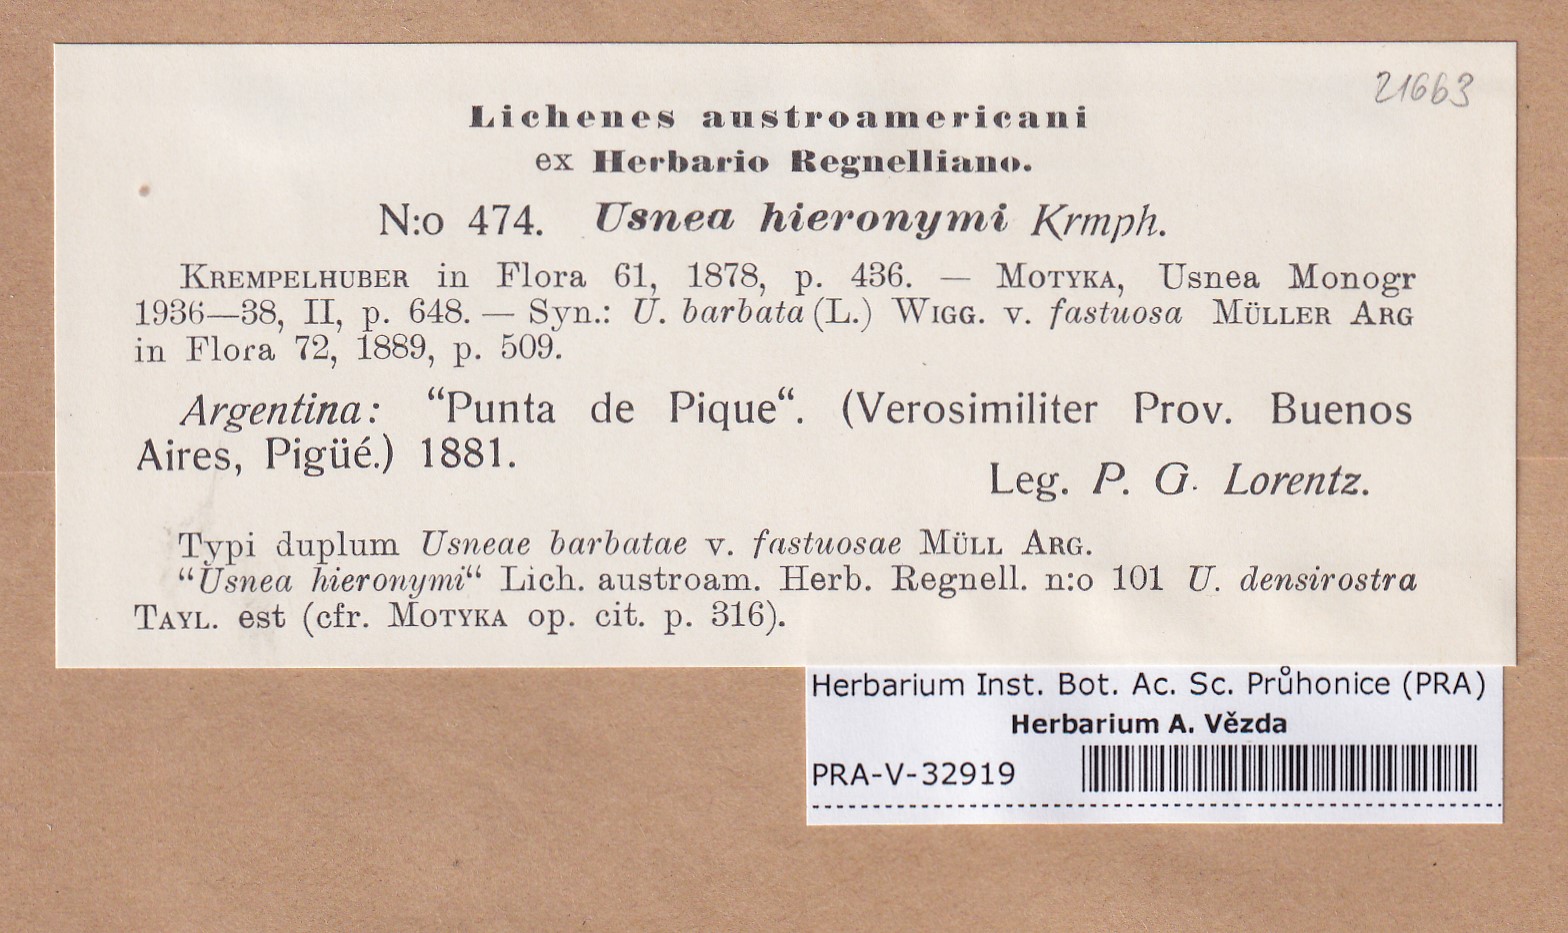 21663
Lichenes austroamericani
ex Herbario Regnelliano.
N:o 474. Usnea hieronymi Krmph.
KREMPELHUBER in Flora 61, 1878, p. 436. — MOTYKA, Usnea Monogr
1936—38, II, p. 648. — Syn.: U. barbata (L.) WIGG. v. fastuosa MÜLLER ARG
in Flora 72, 1889, p. 509.
Argentina: “Punta de Pique“. (Verosimiliter Prov. Buenos
Aires, Pigüé.) 1881.
Leg. P. G. Lorentz.
Typi duplum Usneae barbatae v. fastuosae MÜLL ARG.
“Usnea hieronymi“ Lich. austroam. Herb. Regnell. n:o 101 U. densirostra
TAYL. est (cfr. MOTYKA op. cit. p. 316).
Herbarium Inst. Bot. Ac. Sc. Průhonice (PRA)
Herbarium A. Vězda
PRA-V-32919